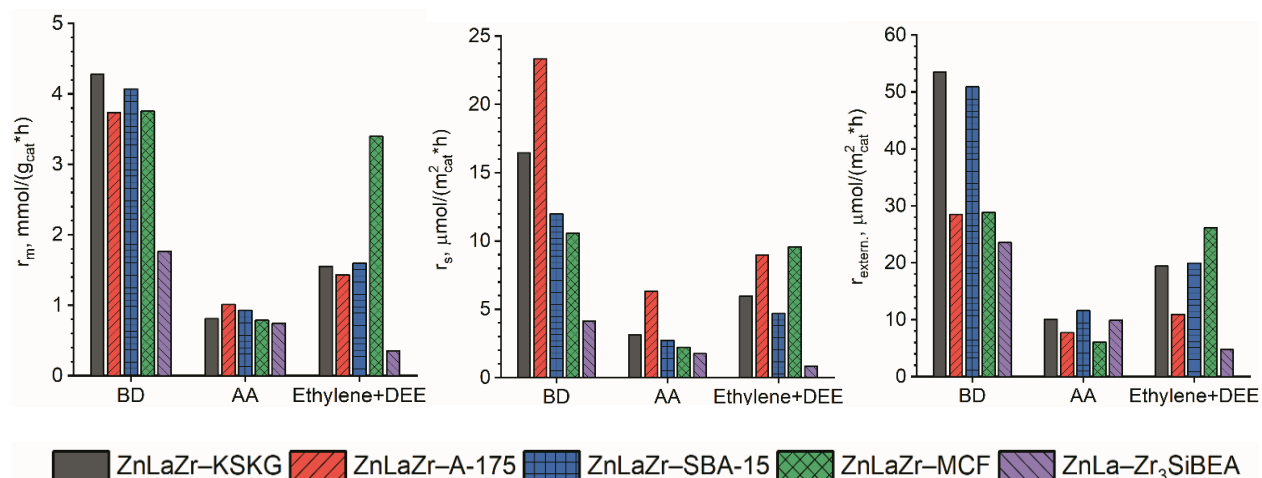 r_m, mmol/(g_cat*h)
5
4
3
2
1
0
BD AA Ethylene+DEE
r_s, μmol/(m²_cat*h)
25
20
15
10
5
0
BD AA Ethylene+DEE
r_extern., μmol/(m²_cat*h)
60
50
40
30
20
10
0
BD AA Ethylene+DEE
ZnLaZr–KSKG ZnLaZr–A-175 ZnLaZr–SBA-15 ZnLaZr–MCF ZnLa–Zr₃SiBEA